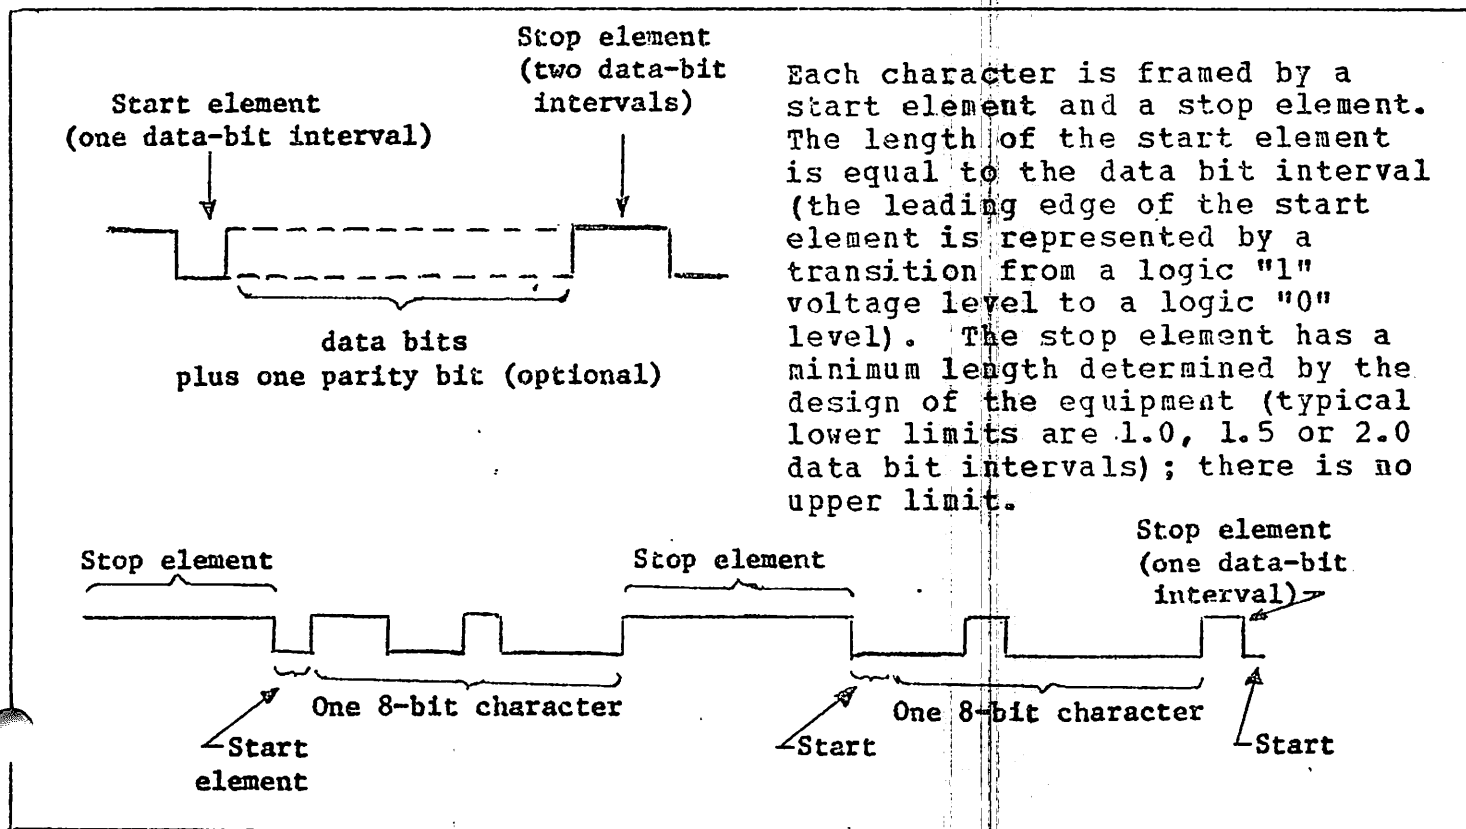 Start element
(one data-bit interval)
Stop element
(two data-bit
intervals)
data bits
plus one parity bit (optional)
Each character is framed by a
start element and a stop element.
The length of the start element
is equal to the data bit interval
(the leading edge of the start
element is represented by a
transition from a logic "1"
voltage level to a logic "0"
level). The stop element has a
minimum length determined by the
design of the equipment (typical
lower limits are 1.0, 1.5 or 2.0
data bit intervals); there is no
upper limit.
Stop element
Stop element
Stop element
(one data-bit
interval)
One 8-bit character
One 8-bit character
Start
element
Start
Start